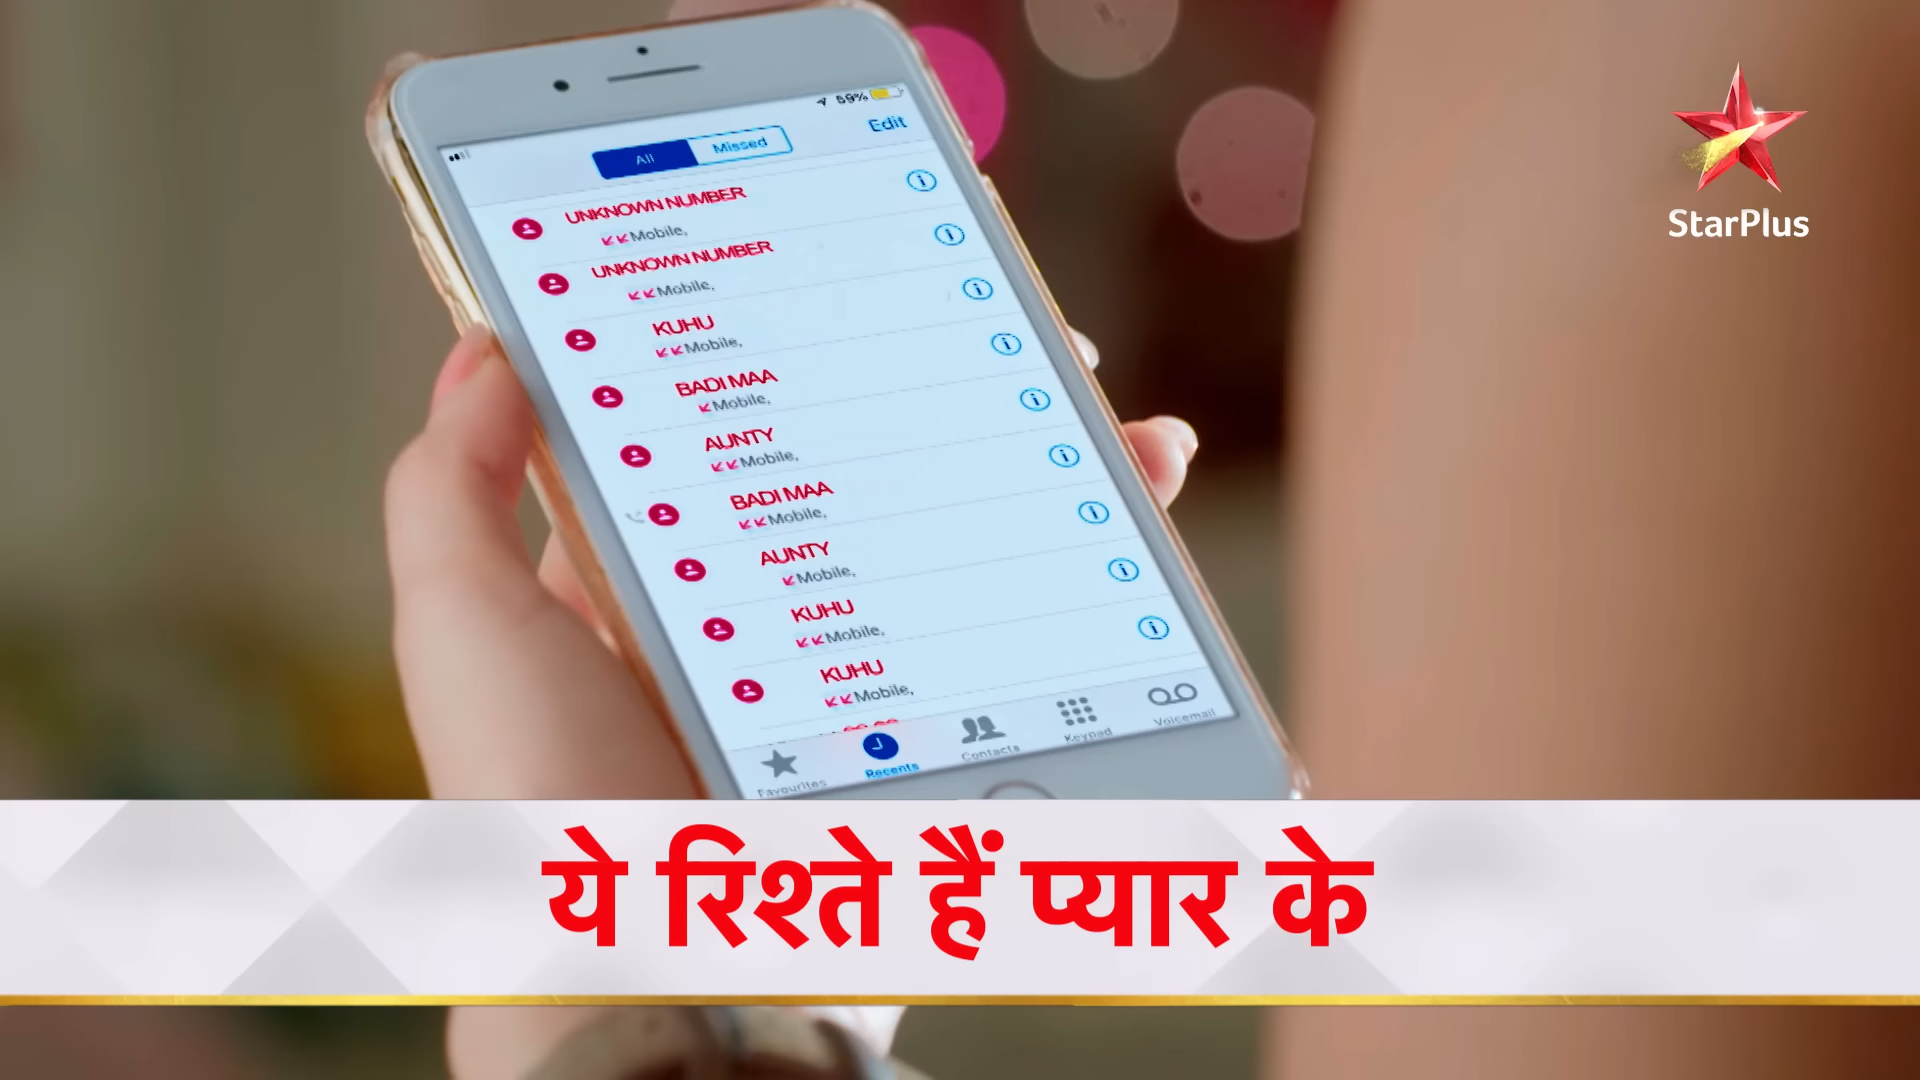 59%
All Missed Edit
UNKNOWN NUMBER
Mobile,
UNKNOWN NUMBER
Mobile,
KUHU
Mobile,
BADI MAA
Mobile,
AUNTY
Mobile,
BADI MAA
Mobile,
AUNTY
Mobile,
KUHU
Mobile,
KUHU
Mobile,
Favourites Recents Contacts Keypad Voicemail
StarPlus
ये रिश्ते हैं प्यार के